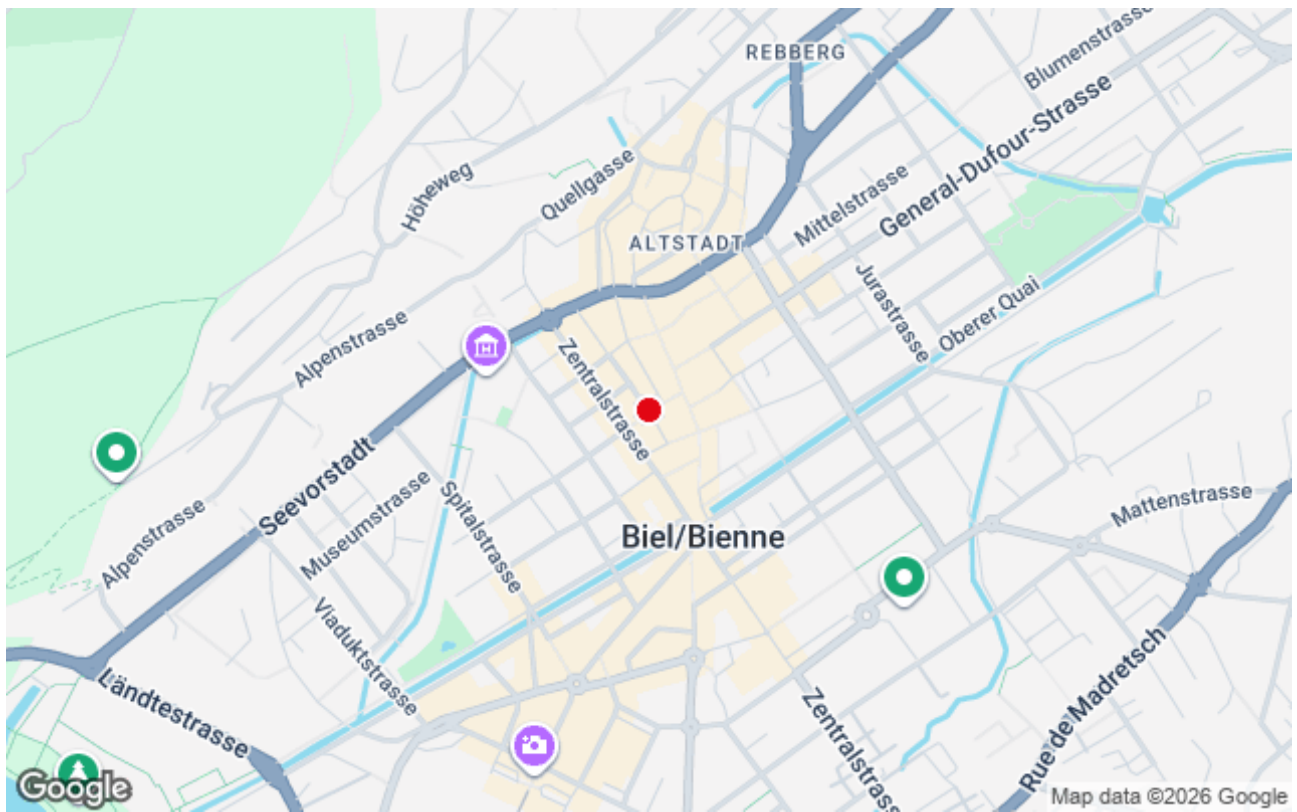 REBBERG
Blumenstrasse
General-Dufour-Strasse
Höheweg
Quellgasse
Mittelstrasse
ALTSTADT
Jurastrasse
Oberer Quai
Alpenstrasse
Zentralstrasse
Seevorstadt
Spitalstrasse
Museumstrasse
Alpenstrasse
Mattenstrasse
Biel/Bienne
Viaduktstrasse
Ländtestrasse
Zentralstrasse
Rue de Madretsch
H
Google
Map data ©2026 Google